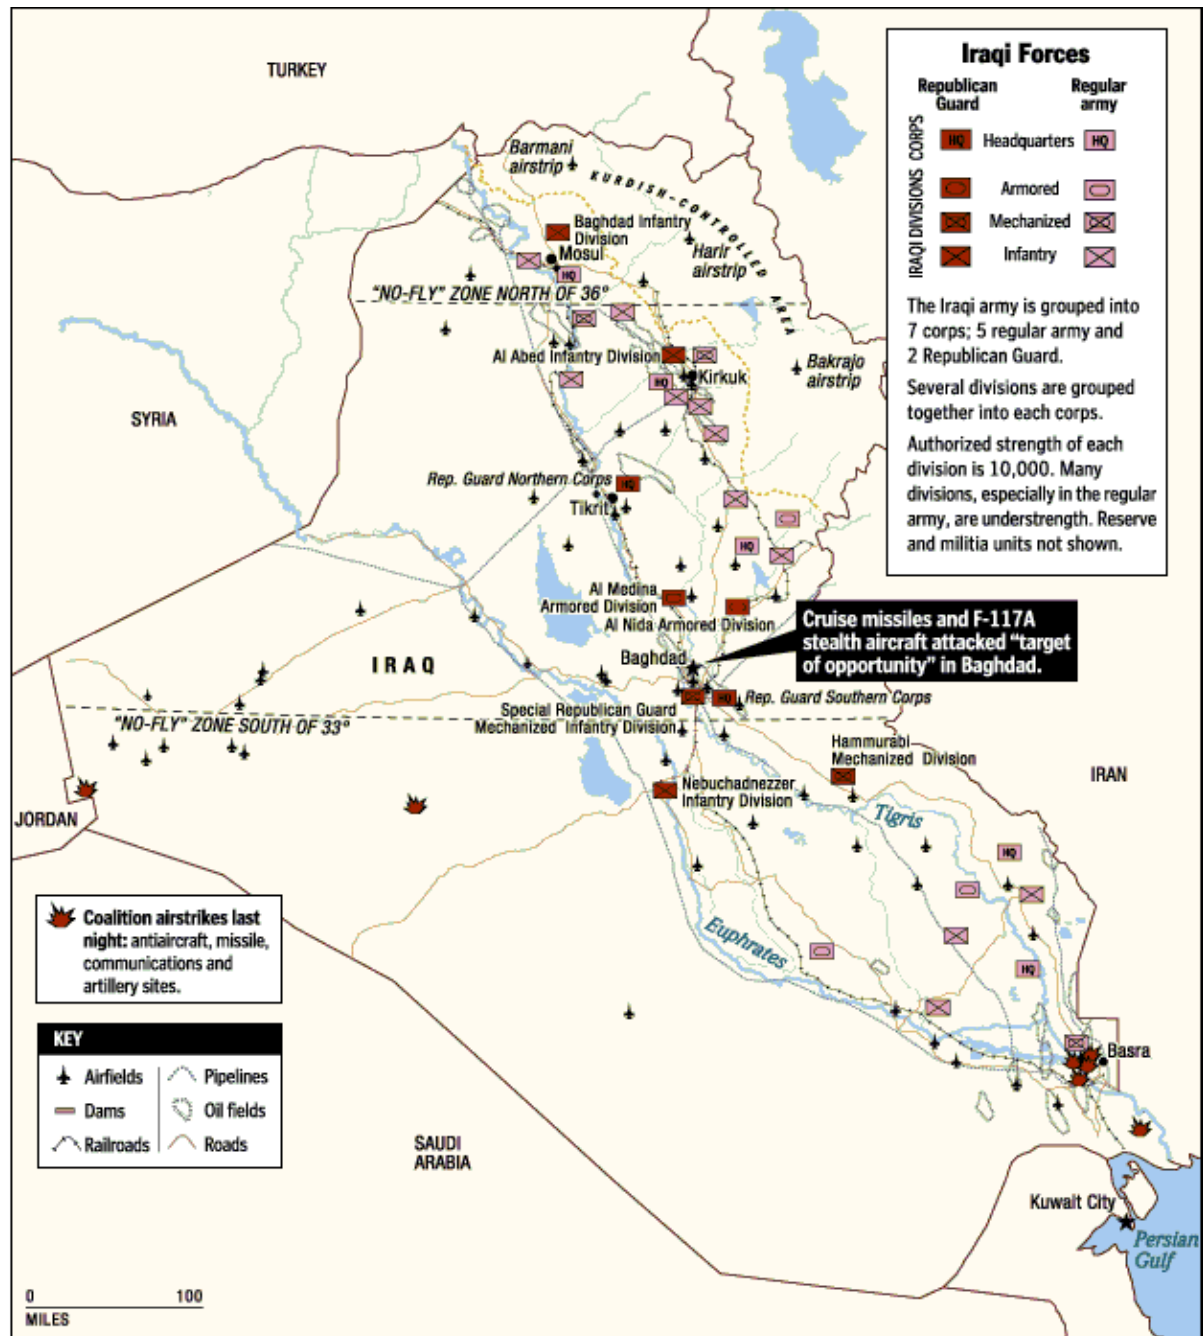 TURKEY
Iraqi Forces
Republican
Guard
Regular
army
CORPS
HQ
Headquarters
HQ
IRAQI DIVISIONS
Armored
Mechanized
Infantry
The Iraqi army is grouped into
7 corps; 5 regular army and
2 Republican Guard.
Several divisions are grouped
together into each corps.
Authorized strength of each
division is 10,000. Many
divisions, especially in the regular
army, are understrength. Reserve
and militia units not shown.
Barmani
airstrip
KURDISH-CONTROLLED AREA
Baghdad Infantry
Division
Mosul
HQ
Harir
airstrip
"NO-FLY" ZONE NORTH OF 36°
Al Abed Infantry Division
HQ
Kirkuk
Bakrajo
airstrip
SYRIA
Rep. Guard Northern Corps
HQ
Tikrit
HQ
Al Medina
Armored Division
Al Nida Armored Division
Cruise missiles and F-117A
stealth aircraft attacked "target
of opportunity" in Baghdad.
Baghdad
IRAQ
HQ
Rep. Guard Southern Corps
Special Republican Guard
Mechanized Infantry Division
"NO-FLY" ZONE SOUTH OF 33°
Hammurabi
Mechanized Division
IRAN
Nebuchadnezzer
Infantry Division
JORDAN
Tigris
HQ
Euphrates
HQ
Coalition airstrikes last
night: antiaircraft, missile,
communications and
artillery sites.
KEY
Airfields
Pipelines
Dams
Oil fields
Railroads
Roads
Basra
SAUDI
ARABIA
Kuwait City
Persian
Gulf
0 100
MILES